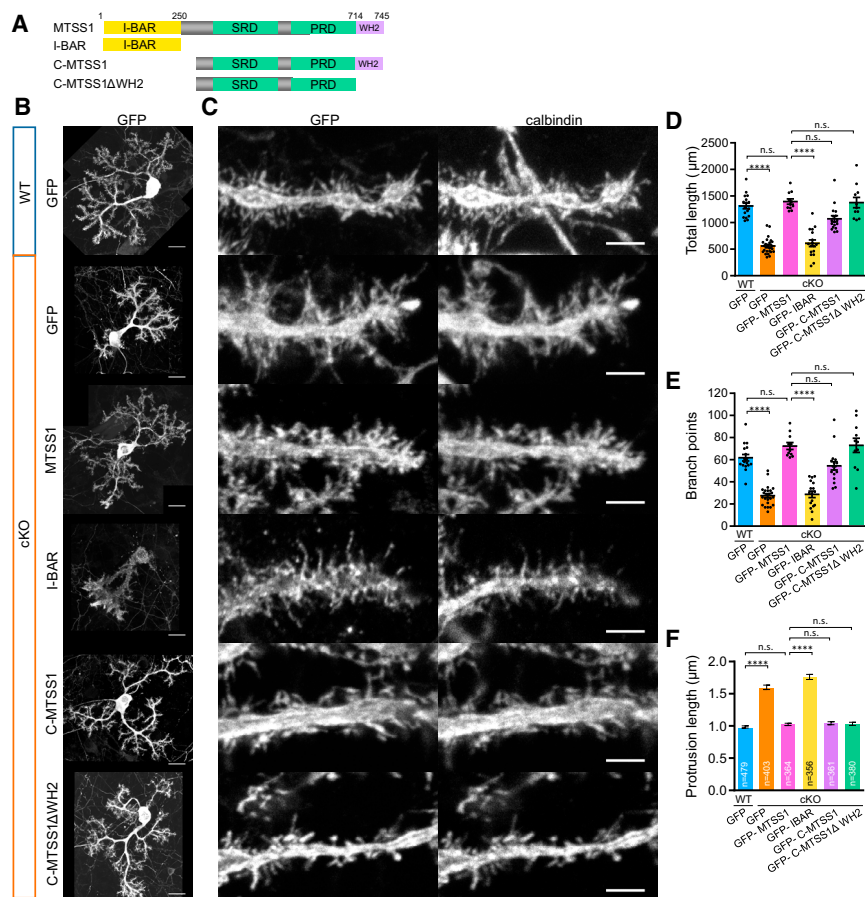 A
1 250 714 745
MTSS1 I-BAR SRD PRD WH2
I-BAR I-BAR
C-MTSS1 SRD PRD WH2
C-MTSS1ΔWH2 SRD PRD
B
GFP
WT
GFP
cKO
GFP
MTSS1
I-BAR
C-MTSS1
C-MTSS1ΔWH2
C
GFP calbindin
D
n.s.
n.s.
n.s. ****
****
Total length (µm)
2500
2000
1500
1000
500
0
WT cKO
GFP
GFP
GFP- MTSS1
GFP- IBAR
GFP- C-MTSS1
GFP- C-MTSS1Δ WH2
E
n.s.
n.s.
n.s. ****
****
Branch points
120
100
80
60
40
20
0
WT cKO
GFP
GFP
GFP- MTSS1
GFP- IBAR
GFP- C-MTSS1
GFP- C-MTSS1Δ WH2
F
n.s.
n.s.
n.s. ****
****
Protrusion length (µm)
2.0
1.5
1.0
0.5
0.0
n=479
n=403
n=364
n=356
n=361
n=380
WT cKO
GFP
GFP
GFP- MTSS1
GFP- IBAR
GFP- C-MTSS1
GFP- C-MTSS1Δ WH2